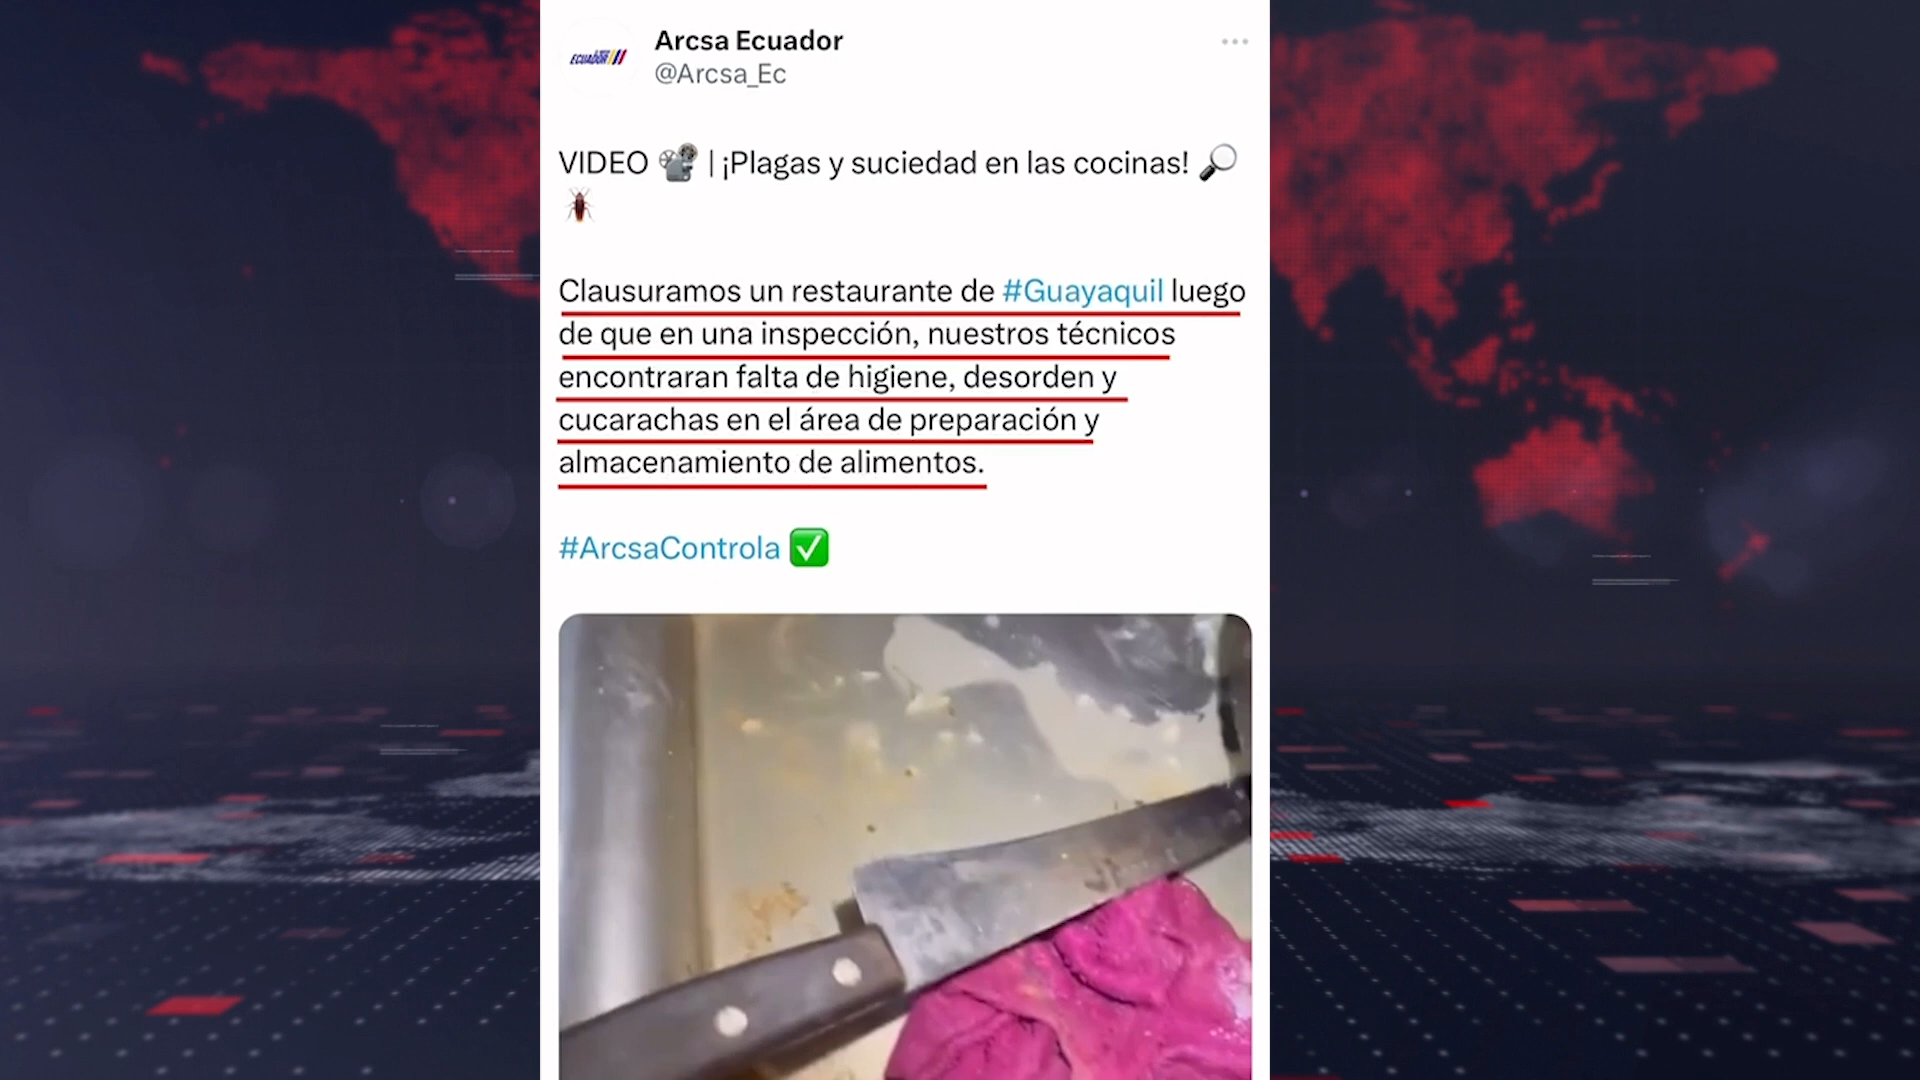 ECUADOR
Arcsa Ecuador
@Arcsa_Ec
VIDEO 📽️ | ¡Plagas y suciedad en las cocinas! 🔎
🪳
Clausuramos un restaurante de #Guayaquil luego
de que en una inspección, nuestros técnicos
encontraran falta de higiene, desorden y
cucarachas en el área de preparación y
almacenamiento de alimentos.
#ArcsaControla ✅